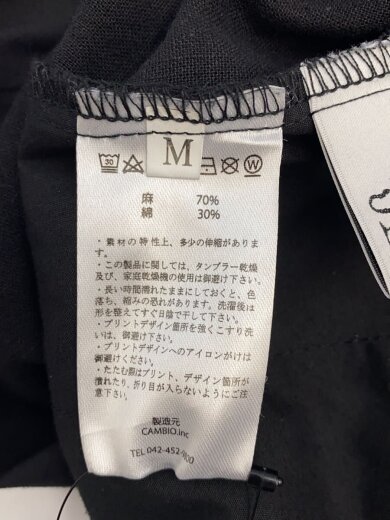 M
30
W
麻 70%
綿 30%
・素材の特性上、多少の伸縮がありま
す。
・この製品に関しては、タンブラー乾燥
及び、家庭乾燥機の使用は御避け下さい。
・長い時間濡れたままにしておくと、色
落ち、縮みの恐れがあります。洗濯後は
形を整えてすぐ日陰で干して下さい。
・プリントデザイン箇所を強くこすり洗
いは、御避け下さい。
・プリントデザインへのアイロンがけは
御避けください。
・たたむ際はプリント、デザイン箇所が
潰れたり、折り目が入らないようにご注
意下さい。
製造元
CAMBIO.inc
TEL 042-452-